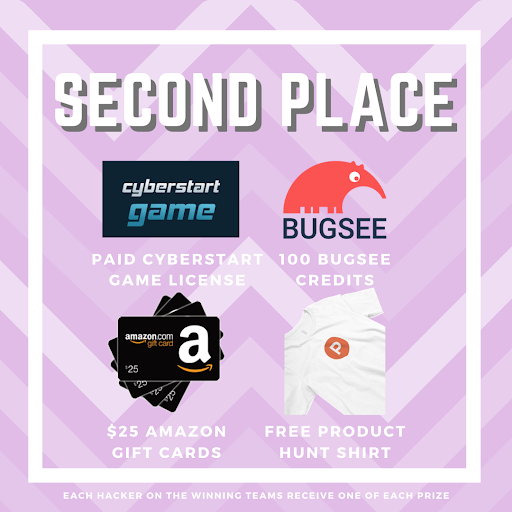 SECOND PLACE
cyberstart
game
BUGSEE
PAID CYBERSTART
GAME LICENSE
100 BUGSEE
CREDITS
amazon.com
gift card
a
$25
P
$25 AMAZON
GIFT CARDS
FREE PRODUCT
HUNT SHIRT
EACH HACKER ON THE WINNING TEAMS RECEIVE ONE OF EACH PRIZE